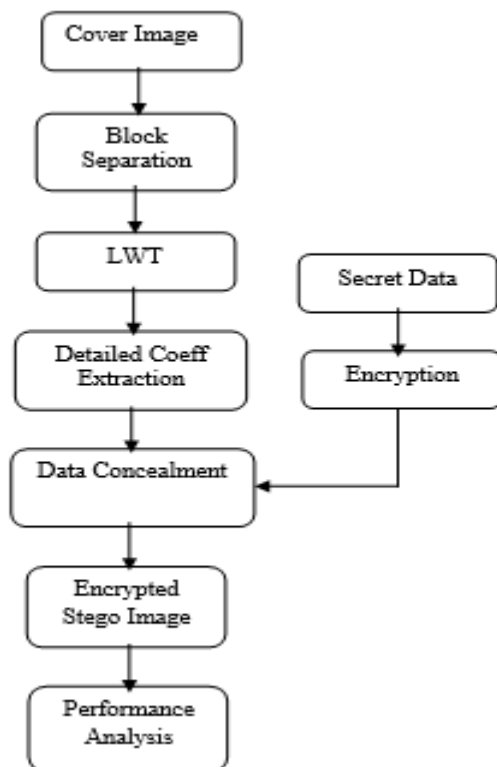 Cover Image
Block
Separation
LWT
Secret Data
Detailed Coeff
Extraction
Encryption
Data Concealment
Encrypted
Stego Image
Performance
Analysis